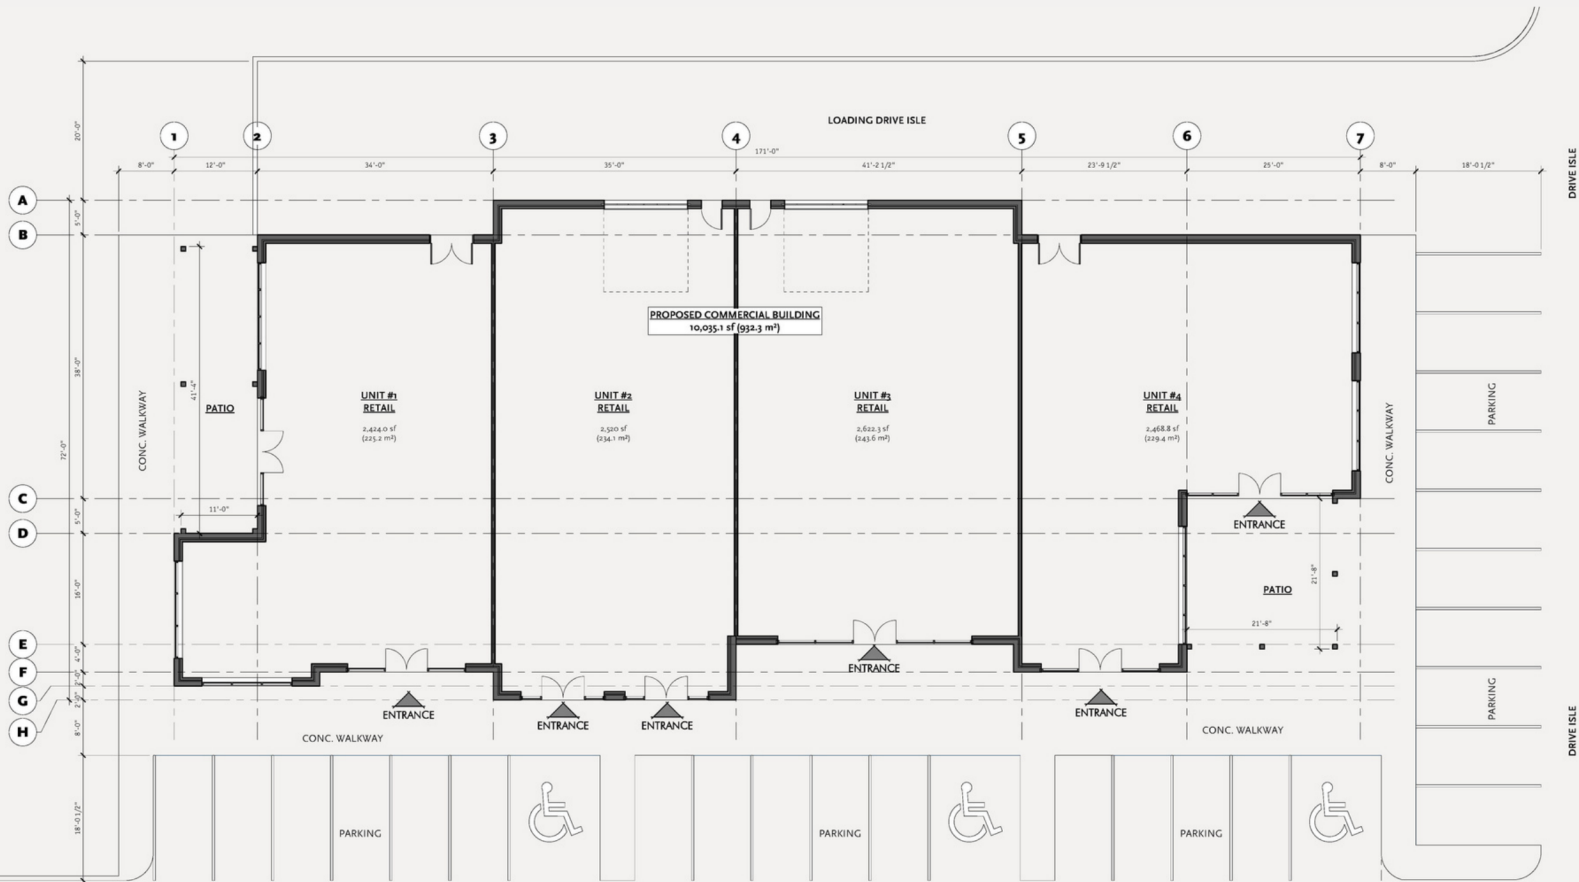 LOADING DRIVE ISLE
DRIVE ISLE
20'-0"
1
2
3
4
5
6
7
171'-0"
8'-0"
12'-0"
34'-0"
35'-0"
41'-2 1/2"
23'-9 1/2"
25'-0"
8'-0"
18'-0 1/2"
A
5'-0"
B
PROPOSED COMMERCIAL BUILDING
10,035.1 sf (932.3 m²)
38'-0"
72'-0"
CONC. WALKWAY
41'-4"
PATIO
UNIT #1
RETAIL
2,424.0 sf
(225.2 m²)
UNIT #2
RETAIL
2,520 sf
(234.1 m²)
UNIT #3
RETAIL
2,622.3 sf
(243.6 m²)
UNIT #4
RETAIL
2,468.8 sf
(229.4 m²)
CONC. WALKWAY
PARKING
C
5'-0"
11'-0"
D
ENTRANCE
16'-0"
21'-8"
PATIO
21'-8"
E
4'-0"
F
G
2'-0"
H
8'-0"
ENTRANCE
ENTRANCE
ENTRANCE
ENTRANCE
ENTRANCE
CONC. WALKWAY
CONC. WALKWAY
PARKING
DRIVE ISLE
18'-0 1/2"
PARKING
PARKING
PARKING